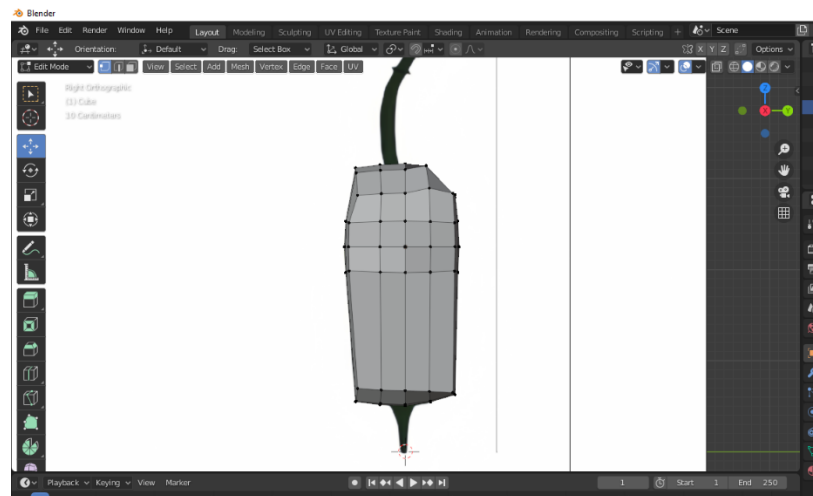 Blender
File Edit Render Window Help Layout Modeling Sculpting UV Editing Texture Paint Shading Animation Rendering Compositing Scripting + Scene
Orientation: Default Drag: Select Box Global X Y Z Options
Edit Mode View Select Add Mesh Vertex Edge Face UV
Right Orthographic
(1) Cube
10 Centimeters
Z
Y
Playback Keying View Marker 1 Start 1 End 250